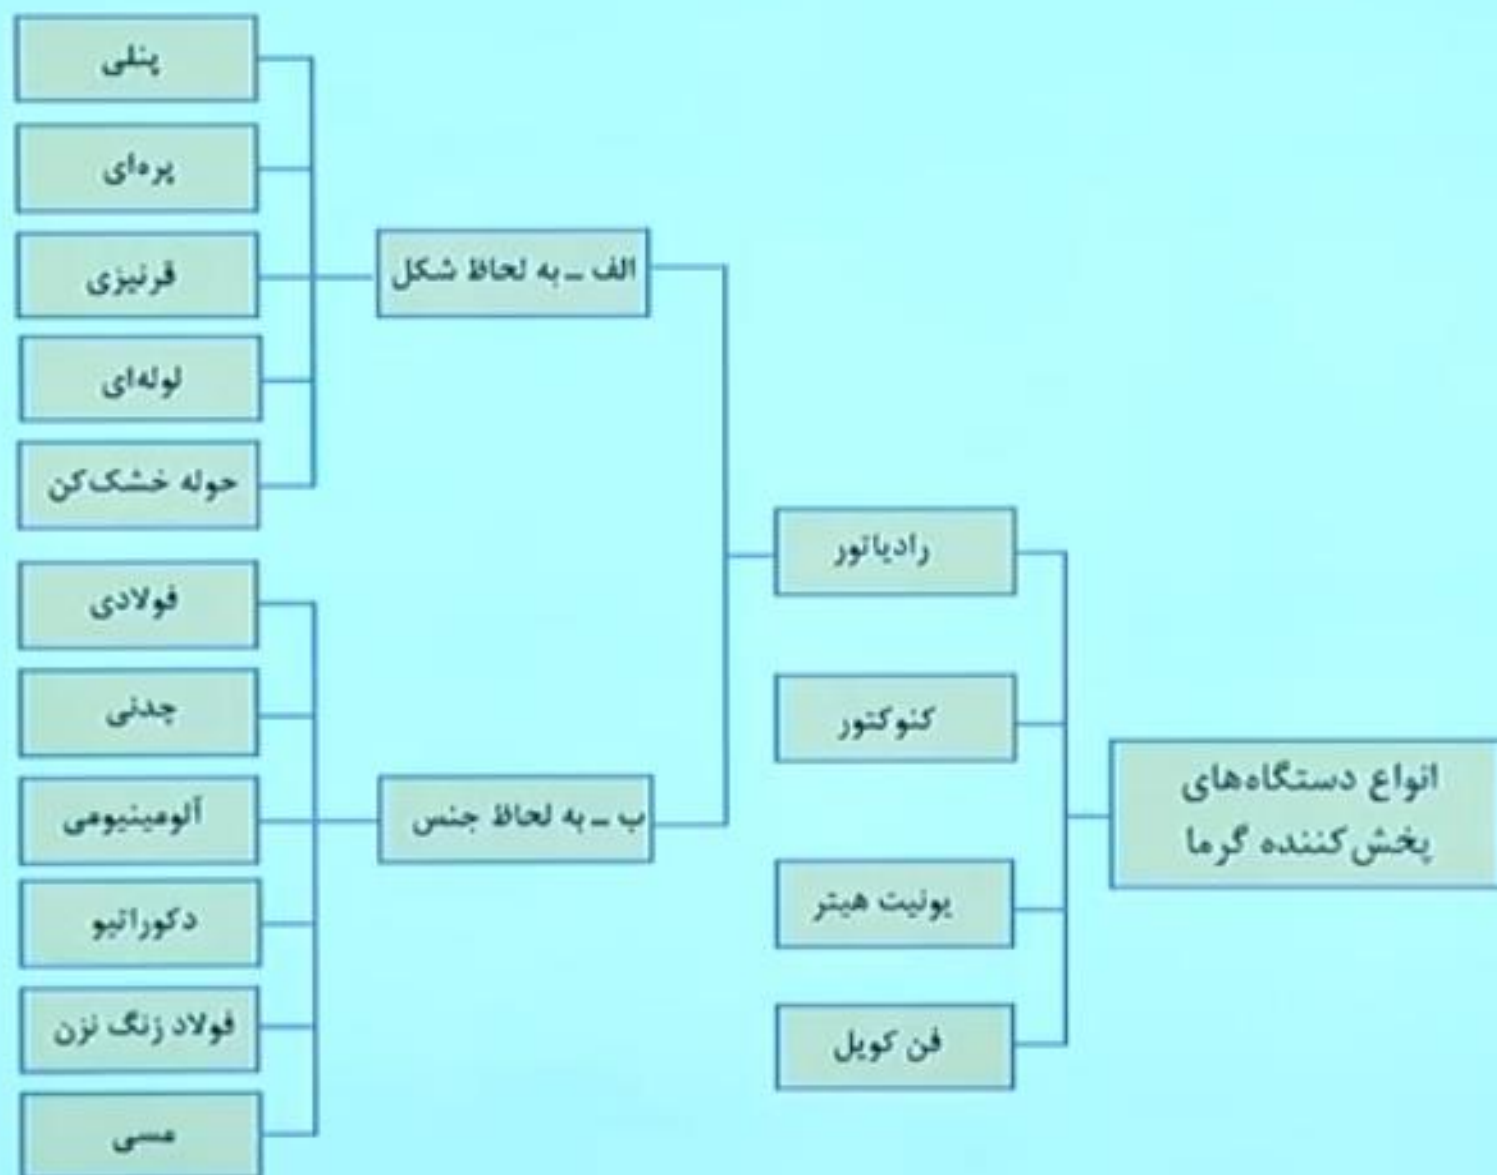 انواع دستگاه‌های
پخش‌کننده گرما
رادیاتور
کنوکتور
یونیت هیتر
فن کویل
الف ـ به لحاظ شکل
پنلی
پره‌ای
قرنیزی
لوله‌ای
حوله خشک‌کن
ب ـ به لحاظ جنس
فولادی
چدنی
آلومینیومی
دکوراتیو
فولاد زنگ نزن
مسی